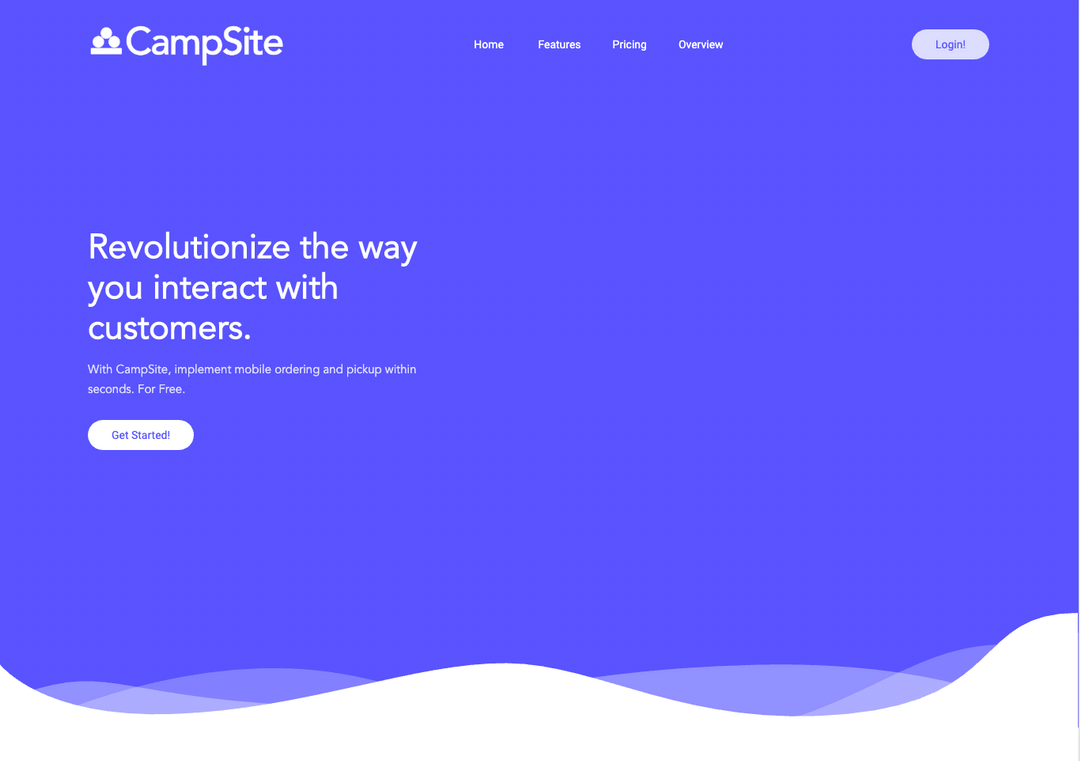 CampSite
Home
Features
Pricing
Overview
Login!
Revolutionize the way
you interact with
customers.
With CampSite, implement mobile ordering and pickup within
seconds. For Free.
Get Started!